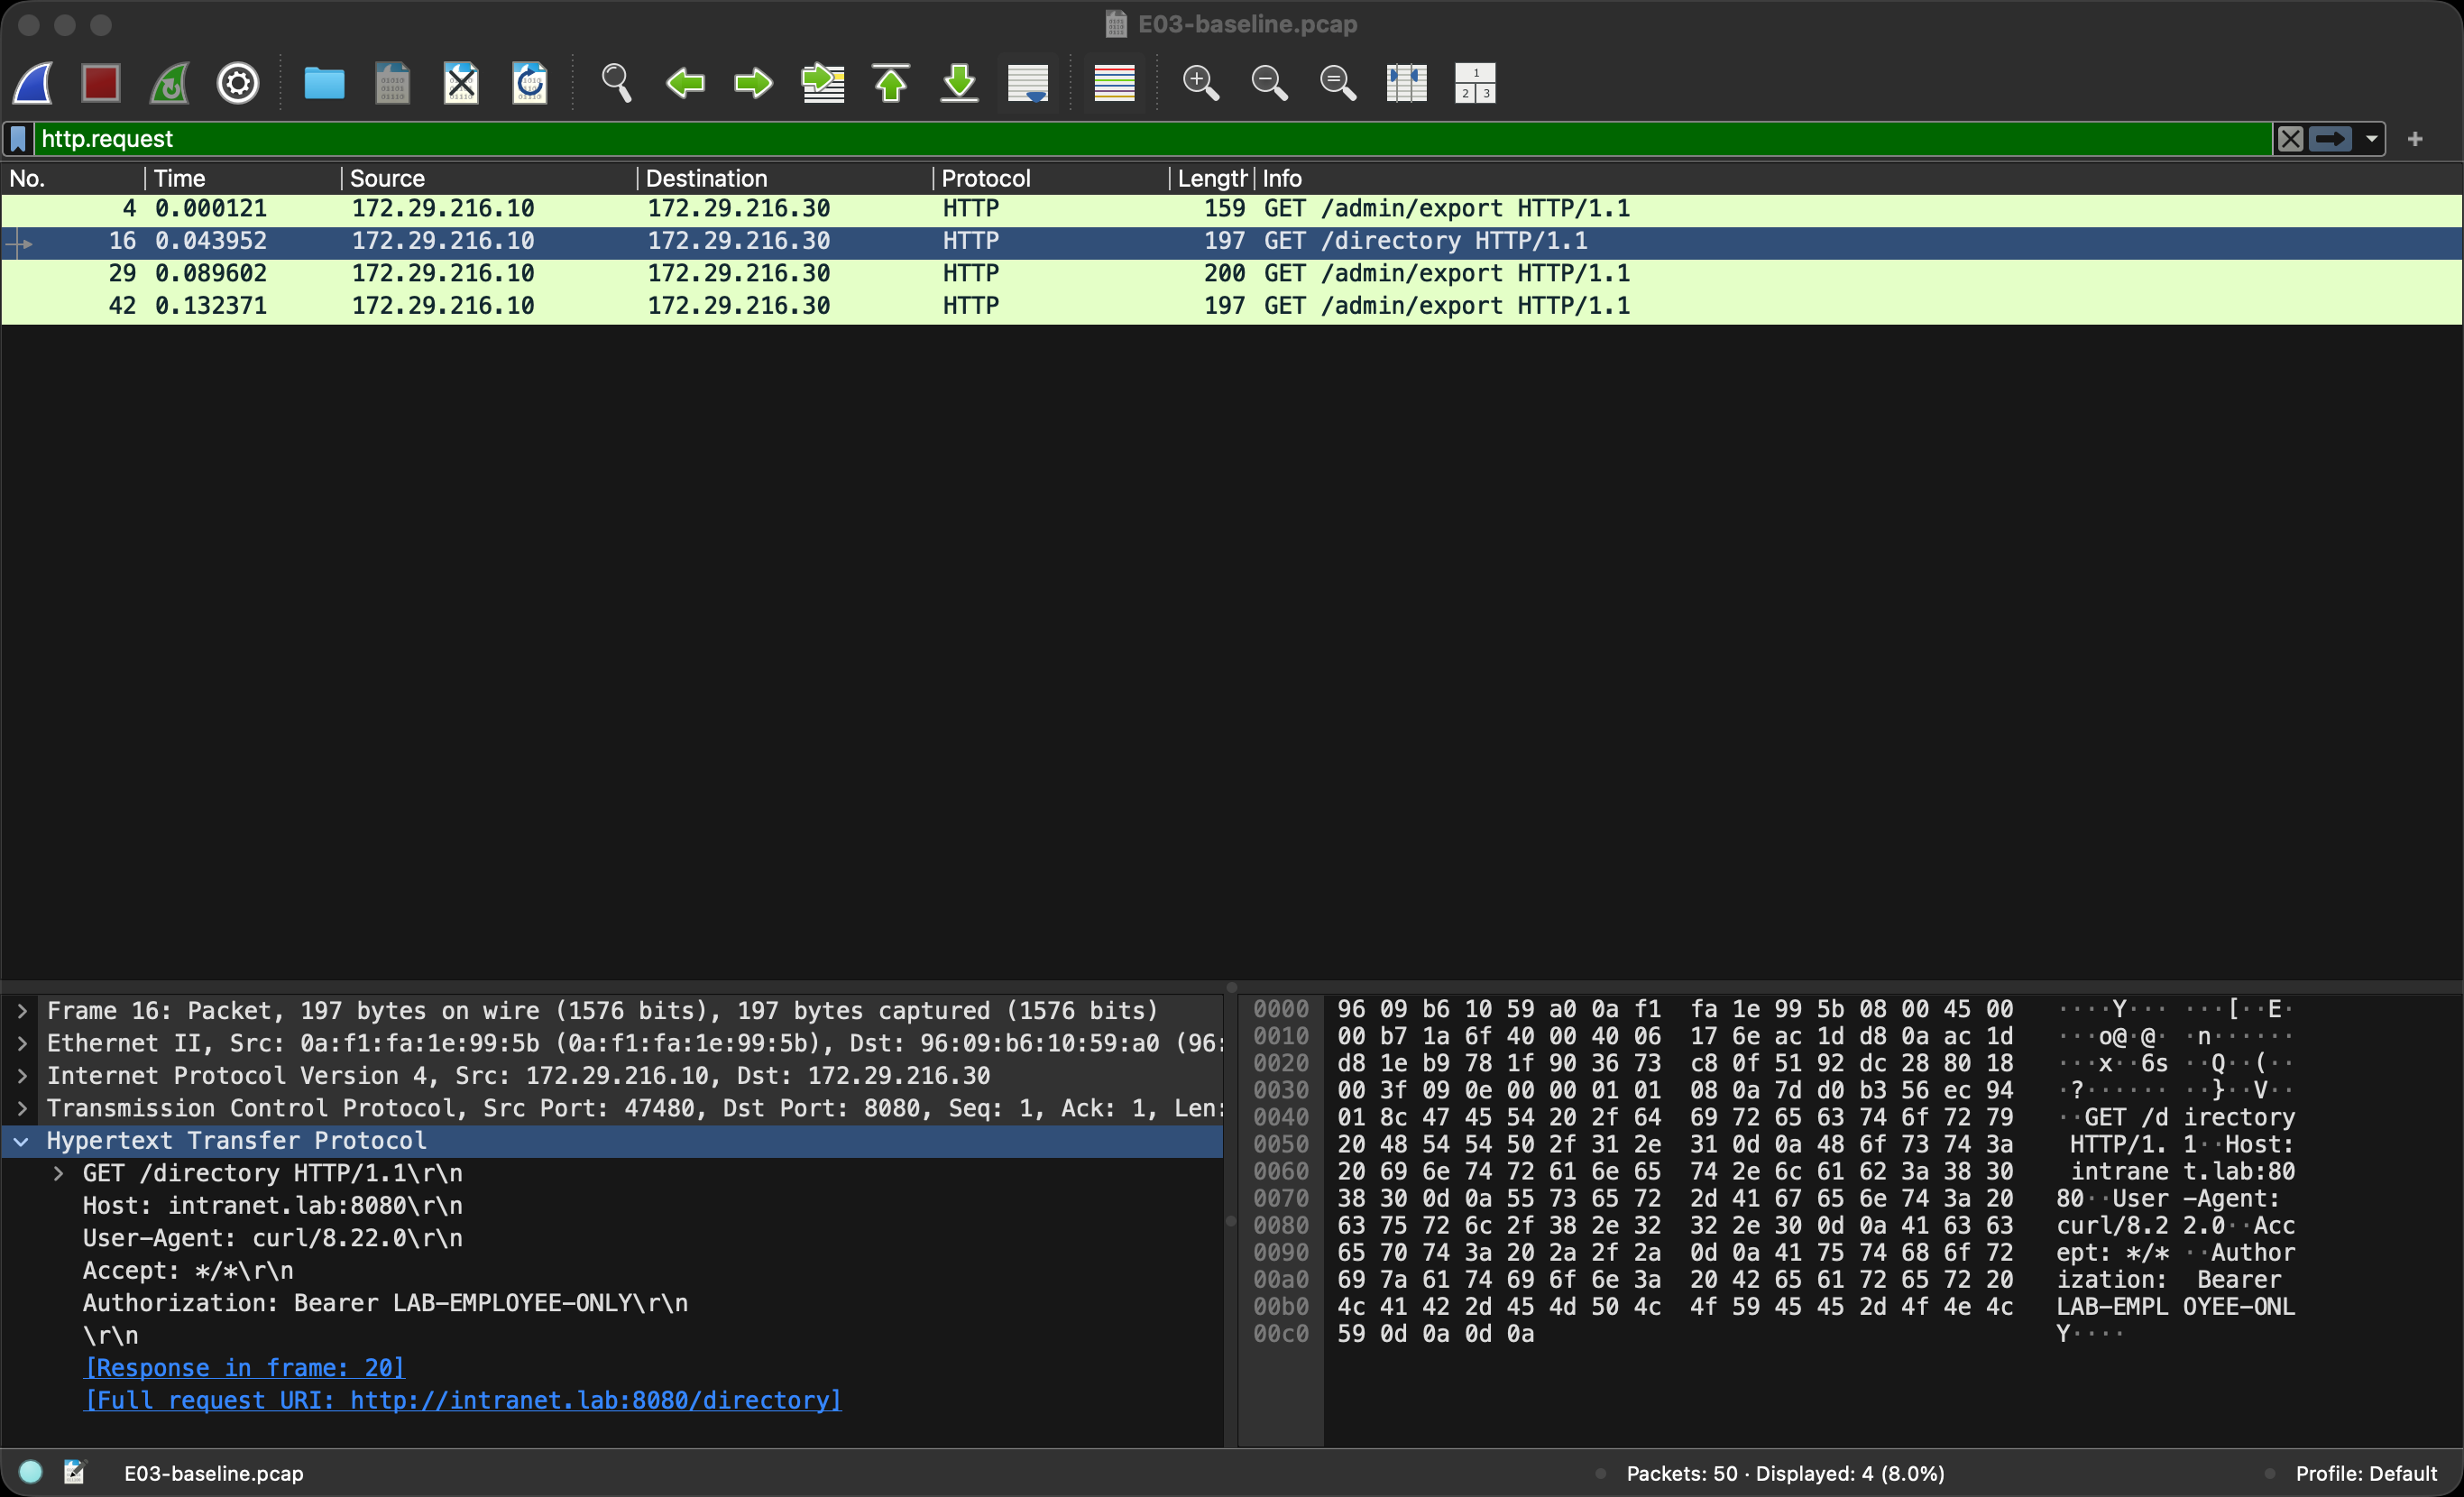 E03-baseline.pcap
http.request
No. Time Source Destination Protocol Length Info
4 0.000121 172.29.216.10 172.29.216.30 HTTP 159 GET /admin/export HTTP/1.1
16 0.043952 172.29.216.10 172.29.216.30 HTTP 197 GET /directory HTTP/1.1
29 0.089602 172.29.216.10 172.29.216.30 HTTP 200 GET /admin/export HTTP/1.1
42 0.132371 172.29.216.10 172.29.216.30 HTTP 197 GET /admin/export HTTP/1.1
Frame 16: Packet, 197 bytes on wire (1576 bits), 197 bytes captured (1576 bits)
Ethernet II, Src: 0a:f1:fa:1e:99:5b (0a:f1:fa:1e:99:5b), Dst: 96:09:b6:10:59:a0 (96:
Internet Protocol Version 4, Src: 172.29.216.10, Dst: 172.29.216.30
Transmission Control Protocol, Src Port: 47480, Dst Port: 8080, Seq: 1, Ack: 1, Len:
Hypertext Transfer Protocol
GET /directory HTTP/1.1\r\n
Host: intranet.lab:8080\r\n
User-Agent: curl/8.22.0\r\n
Accept: */*\r\n
Authorization: Bearer LAB-EMPLOYEE-ONLY\r\n
\r\n
[Response in frame: 20]
[Full request URI: http://intranet.lab:8080/directory]
0000 96 09 b6 10 59 a0 0a f1 fa 1e 99 5b 08 00 45 00 ····Y··· ···[··E·
0010 00 b7 1a 6f 40 00 40 06 17 6e ac 1d d8 0a ac 1d ···o@·@· ·n······
0020 d8 1e b9 78 1f 90 36 73 c8 0f 51 92 dc 28 80 18 ···x··6s ··Q··(··
0030 00 3f 09 0e 00 00 01 01 08 0a 7d d0 b3 56 ec 94 ·?······ ··}··V··
0040 01 8c 47 45 54 20 2f 64 69 72 65 63 74 6f 72 79 ··GET /d irectory
0050 20 48 54 54 50 2f 31 2e 31 0d 0a 48 6f 73 74 3a HTTP/1. 1··Host:
0060 20 69 6e 74 72 61 6e 65 74 2e 6c 61 62 3a 38 30 intrane t.lab:80
0070 38 30 0d 0a 55 73 65 72 2d 41 67 65 6e 74 3a 20 80··User -Agent:
0080 63 75 72 6c 2f 38 2e 32 32 2e 30 0d 0a 41 63 63 curl/8.2 2.0··Acc
0090 65 70 74 3a 20 2a 2f 2a 0d 0a 41 75 74 68 6f 72 ept: */* ··Author
00a0 69 7a 61 74 69 6f 6e 3a 20 42 65 61 72 65 72 20 ization: Bearer
00b0 4c 41 42 2d 45 4d 50 4c 4f 59 45 45 2d 4f 4e 4c LAB-EMPL OYEE-ONL
00c0 59 0d 0a 0d 0a Y····
E03-baseline.pcap
Packets: 50 · Displayed: 4 (8.0%)
Profile: Default